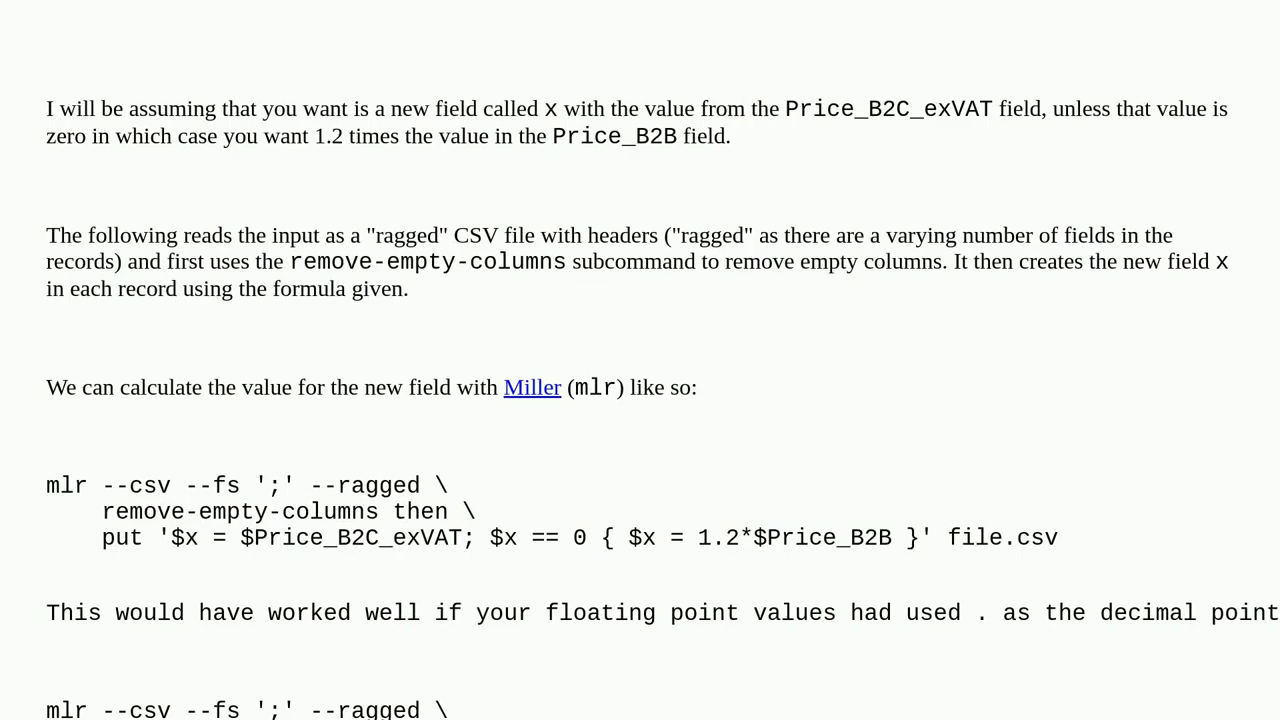 I will be assuming that you want is a new field called x with the value from the Price_B2C_exVAT field, unless that value is
zero in which case you want 1.2 times the value in the Price_B2B field.
The following reads the input as a "ragged" CSV file with headers ("ragged" as there are a varying number of fields in the
records) and first uses the remove-empty-columns subcommand to remove empty columns. It then creates the new field x
in each record using the formula given.
We can calculate the value for the new field with Miller (mlr) like so:
mlr --csv --fs ';' --ragged \
    remove-empty-columns then \
    put '$x = $Price_B2C_exVAT; $x == 0 { $x = 1.2*$Price_B2B }' file.csv
This would have worked well if your floating point values had used . as the decimal point
mlr --csv --fs ';' --ragged \